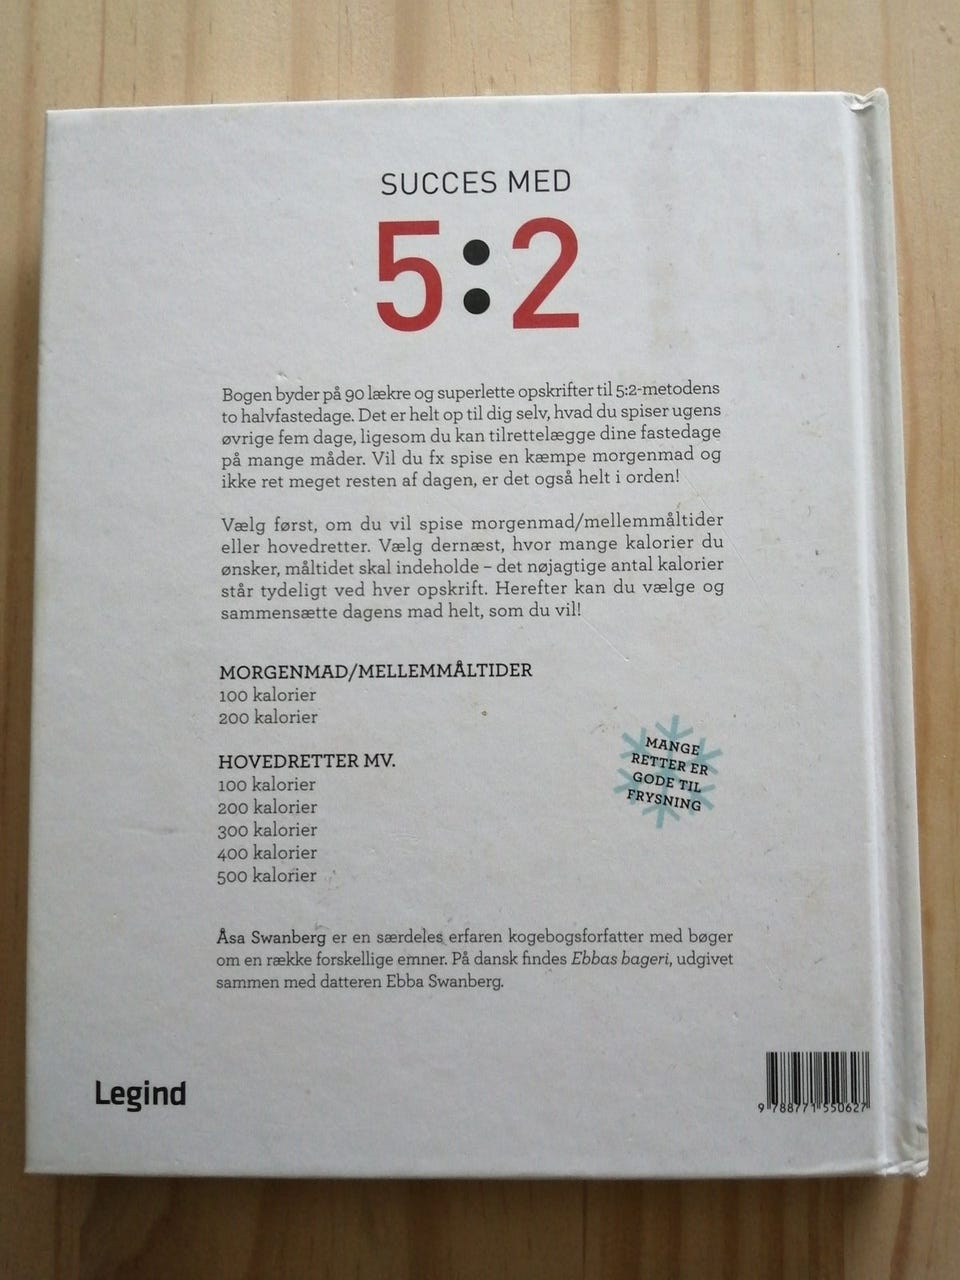 SUCCES MED
5:2
Bogen byder på 90 lækre og superlette opskrifter til 5:2-metodens
to halvfastedage. Det er helt op til dig selv, hvad du spiser ugens
øvrige fem dage, ligesom du kan tilrettelægge dine fastedage
på mange måder. Vil du fx spise en kæmpe morgenmad og
ikke ret meget resten af dagen, er det også helt i orden!
Vælg først, om du vil spise morgenmad/mellemmåltider
eller hovedretter. Vælg dernæst, hvor mange kalorier du
ønsker, måltidet skal indeholde – det nøjagtige antal kalorier
står tydeligt ved hver opskrift. Herefter kan du vælge og
sammensætte dagens mad helt, som du vil!
MORGENMAD/MELLEMMÅLTIDER
100 kalorier
200 kalorier
HOVEDRETTER MV.
100 kalorier
200 kalorier
300 kalorier
400 kalorier
500 kalorier
MANGE
RETTER ER
GODE TIL
FRYSNING
Åsa Swanberg er en særdeles erfaren kogebogsforfatter med bøger
om en række forskellige emner. På dansk findes Ebbas bageri, udgivet
sammen med datteren Ebba Swanberg.
Legind
9 788771 550627